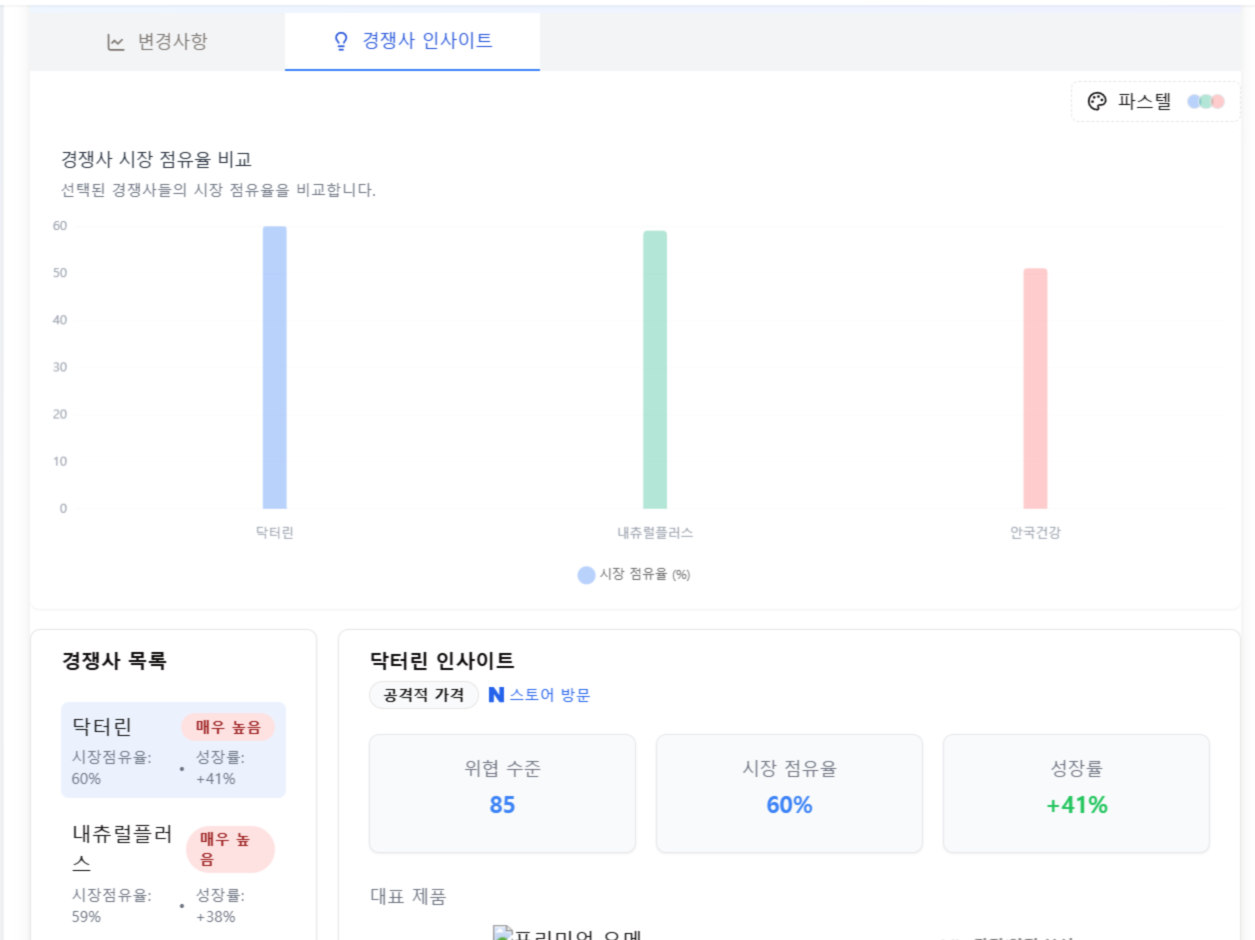 변경사항
경쟁사 인사이트
파스텔
경쟁사 시장 점유율 비교
선택된 경쟁사들의 시장 점유율을 비교합니다.
60
50
40
30
20
10
0
닥터린
내츄럴플러스
안국건강
시장 점유율 (%)
경쟁사 목록
닥터린
매우 높음
시장점유율:
60%
•
성장률:
+41%
내츄럴플러
스
매우 높
음
시장점유율:
59%
•
성장률:
+38%
닥터린 인사이트
공격적 가격
N 스토어 방문
위협 수준
85
시장 점유율
60%
성장률
+41%
대표 제품
프리미엄 오메